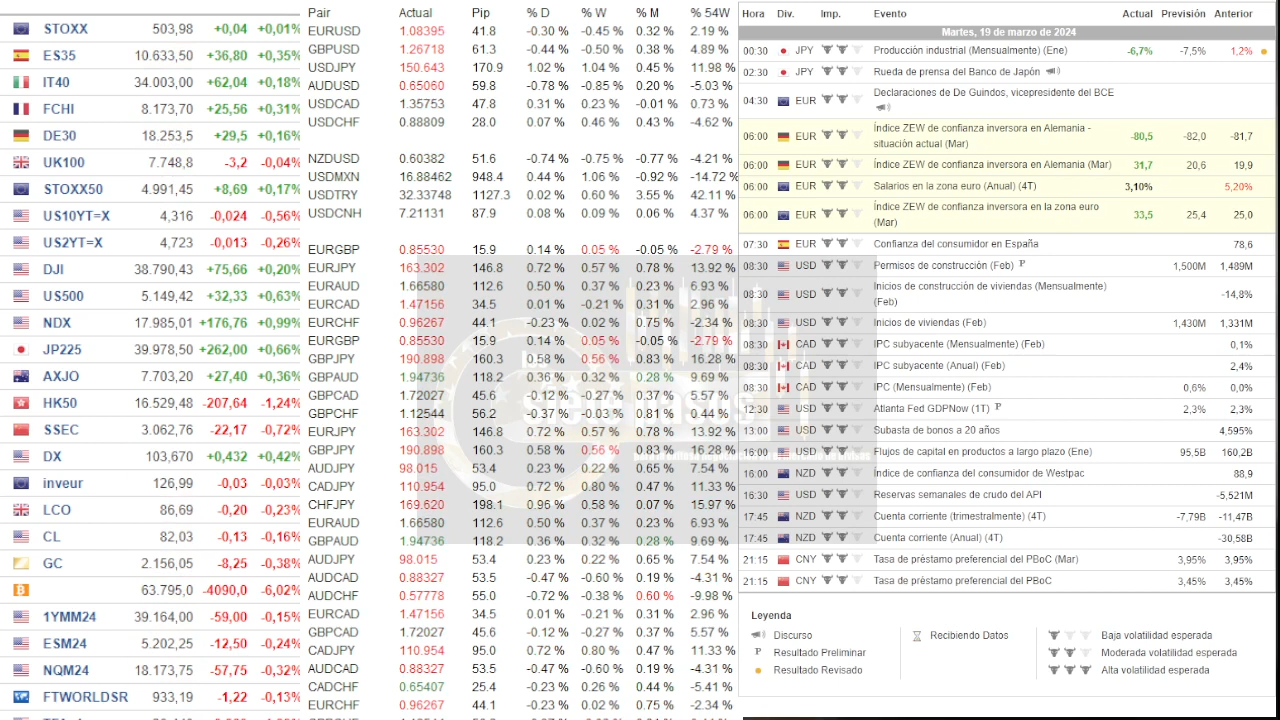 STOXX 503,98 +0,04 +0,01%
ES35 10.633,50 +36,80 +0,35%
IT40 34.003,00 +62,04 +0,18%
FCHI 8.173,70 +25,56 +0,31%
DE30 18.253,5 +29,5 +0,16%
UK100 7.748,8 -3,2 -0,04%
STOXX50 4.991,45 +8,69 +0,17%
US10YT=X 4,316 -0,024 -0,56%
US2YT=X 4,723 -0,013 -0,26%
DJI 38.790,43 +75,66 +0,20%
US500 5.149,42 +32,33 +0,63%
NDX 17.985,01 +176,76 +0,99%
JP225 39.978,50 +262,00 +0,66%
AXJO 7.703,20 +27,40 +0,36%
HK50 16.529,48 -207,64 -1,24%
SSEC 3.062,76 -22,17 -0,72%
DX 103,670 +0,432 +0,42%
inveur 126,99 -0,03 -0,03%
LCO 86,69 -0,20 -0,23%
CL 82,03 -0,13 -0,16%
GC 2.156,05 -8,25 -0,38%
63.795,0 -4090,0 -6,02%
1YMM24 39.164,00 -59,00 -0,15%
ESM24 5.202,25 -12,50 -0,24%
NQM24 18.173,75 -57,75 -0,32%
FTWORLDSR 933,19 -1,22 -0,13%
Pair Actual Pip % D % W % M % 54W
EURUSD 1.08395 41.8 -0.30 % -0.45 % 0.32 % 2.19 %
GBPUSD 1.26718 61.3 -0.44 % -0.50 % 0.38 % 4.89 %
USDJPY 150.643 170.9 1.02 % 1.04 % 0.45 % 11.98 %
AUDUSD 0.65060 59.8 -0.78 % -0.85 % 0.20 % -5.03 %
USDCAD 1.35753 47.8 0.31 % 0.23 % -0.01 % 0.73 %
USDCHF 0.88809 28.0 0.07 % 0.46 % 0.43 % -4.62 %
NZDUSD 0.60382 51.6 -0.74 % -0.75 % -0.77 % -4.21 %
USDMXN 16.88462 948.4 0.44 % 1.06 % -0.92 % -14.72 %
USDTRY 32.33748 1127.3 0.02 % 0.60 % 3.55 % 42.11 %
USDCNH 7.21131 87.9 0.08 % 0.09 % 0.06 % 4.37 %
EURGBP 0.85530 15.9 0.14 % 0.05 % -0.05 % -2.79 %
EURJPY 163.302 146.8 0.72 % 0.57 % 0.78 % 13.92 %
EURAUD 1.66580 112.6 0.50 % 0.37 % 0.23 % 6.93 %
EURCAD 1.47156 34.5 0.01 % -0.21 % 0.31 % 2.96 %
EURCHF 0.96267 44.1 -0.23 % 0.02 % 0.75 % -2.34 %
EURGBP 0.85530 15.9 0.14 % 0.05 % -0.05 % -2.79 %
GBPJPY 190.898 160.3 0.58 % 0.56 % 0.83 % 16.28 %
GBPAUD 1.94736 118.2 0.36 % 0.32 % 0.28 % 9.69 %
GBPCAD 1.72027 45.6 -0.12 % -0.27 % 0.37 % 5.57 %
GBPCHF 1.12544 56.2 -0.37 % -0.03 % 0.81 % 0.44 %
EURJPY 163.302 146.8 0.72 % 0.57 % 0.78 % 13.92 %
GBPJPY 190.898 160.3 0.58 % 0.56 % 0.83 % 16.28 %
AUDJPY 98.015 53.4 0.23 % 0.22 % 0.65 % 7.54 %
CADJPY 110.954 95.0 0.72 % 0.80 % 0.47 % 11.33 %
CHFJPY 169.620 198.1 0.96 % 0.58 % 0.07 % 15.97 %
EURAUD 1.66580 112.6 0.50 % 0.37 % 0.23 % 6.93 %
GBPAUD 1.94736 118.2 0.36 % 0.32 % 0.28 % 9.69 %
AUDJPY 98.015 53.4 0.23 % 0.22 % 0.65 % 7.54 %
AUDCAD 0.88327 53.5 -0.47 % -0.60 % 0.19 % -4.31 %
AUDCHF 0.57778 55.0 -0.72 % -0.38 % 0.60 % -9.98 %
EURCAD 1.47156 34.5 0.01 % -0.21 % 0.31 % 2.96 %
GBPCAD 1.72027 45.6 -0.12 % -0.27 % 0.37 % 5.57 %
CADJPY 110.954 95.0 0.72 % 0.80 % 0.47 % 11.33 %
AUDCAD 0.88327 53.5 -0.47 % -0.60 % 0.19 % -4.31 %
CADCHF 0.65407 25.4 -0.23 % 0.26 % 0.44 % -5.41 %
EURCHF 0.96267 44.1 -0.23 % 0.02 % 0.75 % -2.34 %
los
siete pasos
Hora Div. Imp. Evento Actual Previsión Anterior
Martes, 19 de marzo de 2024
00:30 JPY Producción industrial (Mensualmente) (Ene) -6,7% -7,5% 1,2%
02:30 JPY Rueda de prensa del Banco de Japón
04:30 EUR Declaraciones de De Guindos, vicepresidente del BCE
06:00 EUR Índice ZEW de confianza inversora en Alemania -
situación actual (Mar) -80,5 -82,0 -81,7
06:00 EUR Índice ZEW de confianza inversora en Alemania (Mar) 31,7 20,6 19,9
06:00 EUR Salarios en la zona euro (Anual) (4T) 3,10% 5,20%
06:00 EUR Índice ZEW de confianza inversora en la zona euro
(Mar) 33,5 25,4 25,0
07:30 EUR Confianza del consumidor en España 78,6
08:30 USD Permisos de construcción (Feb) P 1,500M 1,489M
08:30 USD Inicios de construcción de viviendas (Mensualmente)
(Feb) -14,8%
08:30 USD Inicios de viviendas (Feb) 1,430M 1,331M
08:30 CAD IPC subyacente (Mensualmente) (Feb) 0,1%
08:30 CAD IPC subyacente (Anual) (Feb) 2,4%
08:30 CAD IPC (Mensualmente) (Feb) 0,6% 0,0%
12:30 USD Atlanta Fed GDPNow (1T) P 2,3% 2,3%
13:00 USD Subasta de bonos a 20 años 4,595%
16:00 USD Flujos de capital en productos a largo plazo (Ene) 95,5B 160,2B
16:00 NZD Índice de confianza del consumidor de Westpac 88,9
16:30 USD Reservas semanales de crudo del API -5,521M
17:45 NZD Cuenta corriente (trimestralmente) (4T) -7,79B -11,47B
17:45 NZD Cuenta corriente (Anual) (4T) -30,58B
21:15 CNY Tasa de préstamo preferencial del PBoC (Mar) 3,95% 3,95%
21:15 CNY Tasa de préstamo preferencial del PBoC 3,45% 3,45%
Leyenda
Discurso Recibiendo Datos Baja volatilidad esperada
P Resultado Preliminar Moderada volatilidad esperada
Resultado Revisado Alta volatilidad esperada